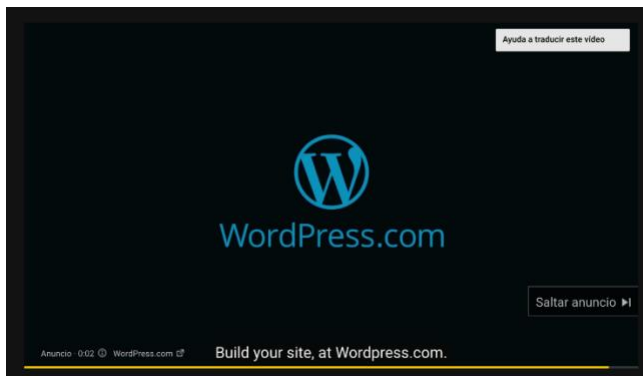 Ayuda a traducir este vídeo
WordPress.com
Saltar anuncio
Anuncio · 0:02 WordPress.com
Build your site, at Wordpress.com.